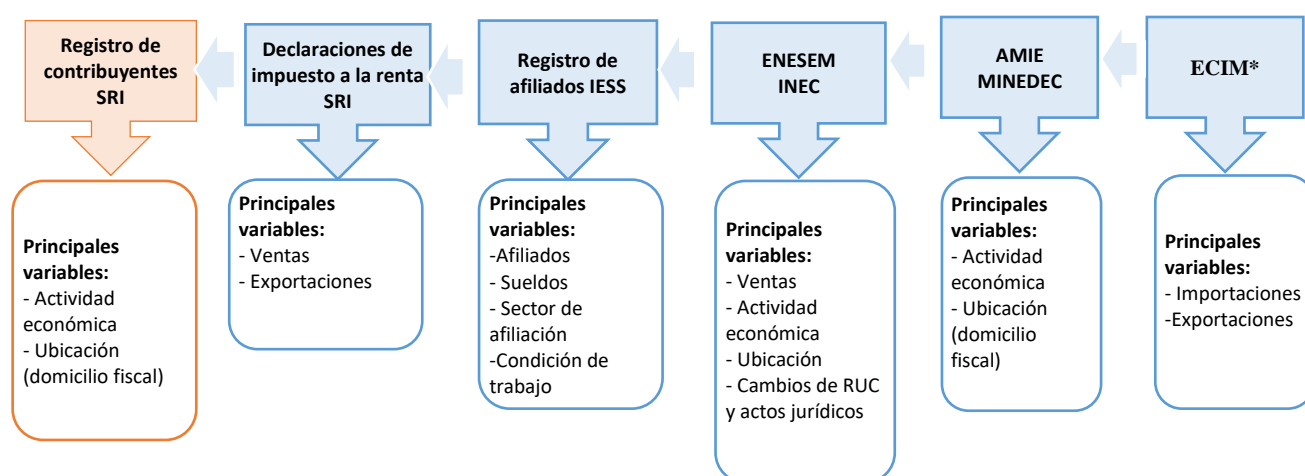 Registro de
contribuyentes
SRI
Declaraciones de
impuesto a la renta
SRI
Registro de
afiliados IESS
ENESEM
INEC
AMIE
MINEDEC
ECIM*
Principales
variables:
- Actividad
económica
- Ubicación
(domicilio fiscal)
Principales
variables:
- Ventas
- Exportaciones
Principales
variables:
-Afiliados
- Sueldos
- Sector de
afiliación
-Condición de
trabajo
Principales
variables:
- Ventas
- Actividad
económica
- Ubicación
- Cambios de RUC
y actos jurídicos
Principales
variables:
- Actividad
económica
- Ubicación
(domicilio
fiscal)
Principales
variables:
- Importaciones
-Exportaciones